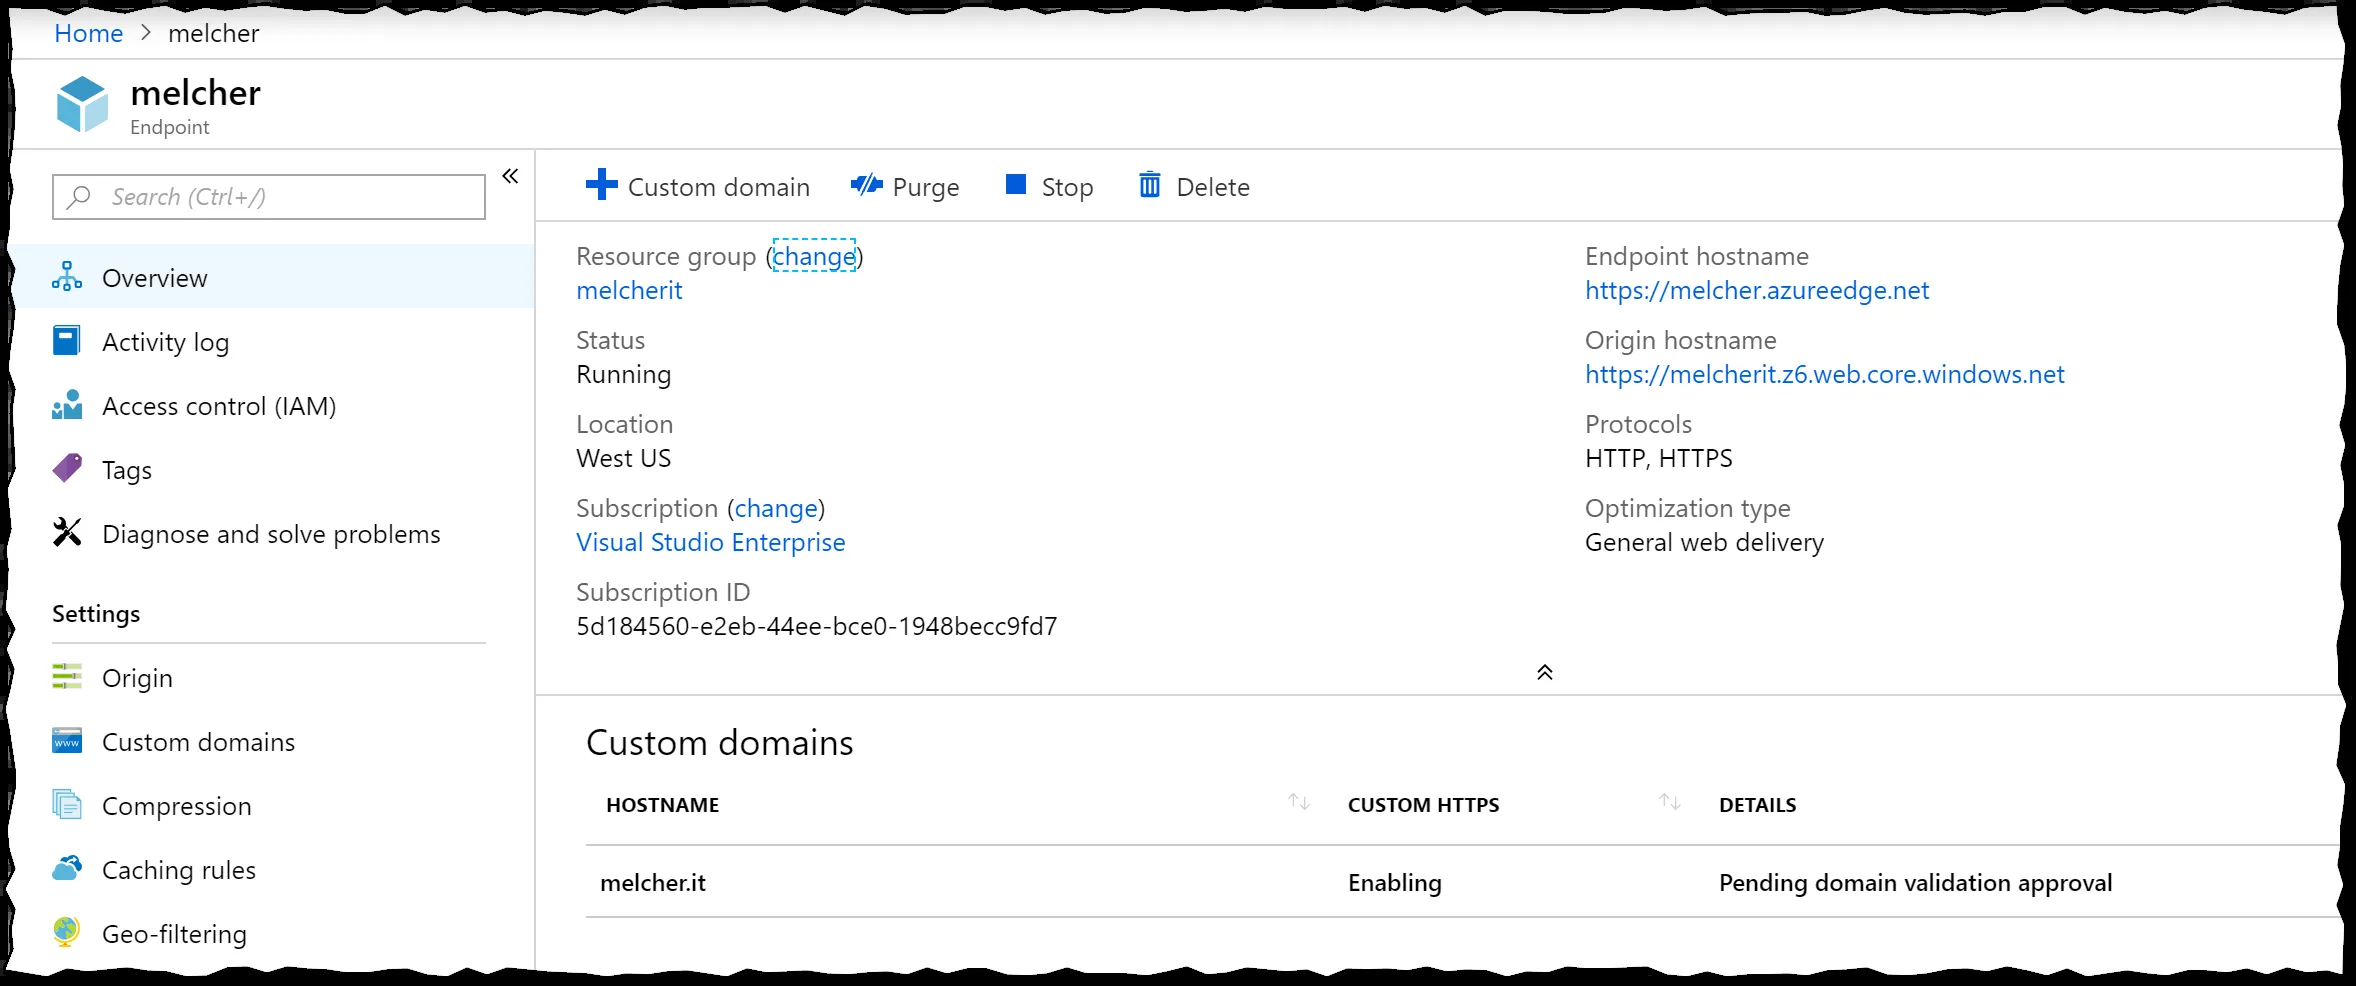 Home > melcher
melcher
Endpoint
Search (Ctrl+/)
«
Overview
Activity log
Access control (IAM)
Tags
Diagnose and solve problems
Settings
Origin
Custom domains
Compression
Caching rules
Geo-filtering
Custom domain Purge Stop Delete
Resource group (change)
melcherit
Status
Running
Location
West US
Subscription (change)
Visual Studio Enterprise
Subscription ID
5d184560-e2eb-44ee-bce0-1948becc9fd7
Endpoint hostname
https://melcher.azureedge.net
Origin hostname
https://melcherit.z6.web.core.windows.net
Protocols
HTTP, HTTPS
Optimization type
General web delivery
Custom domains
HOSTNAME CUSTOM HTTPS DETAILS
melcher.it Enabling Pending domain validation approval